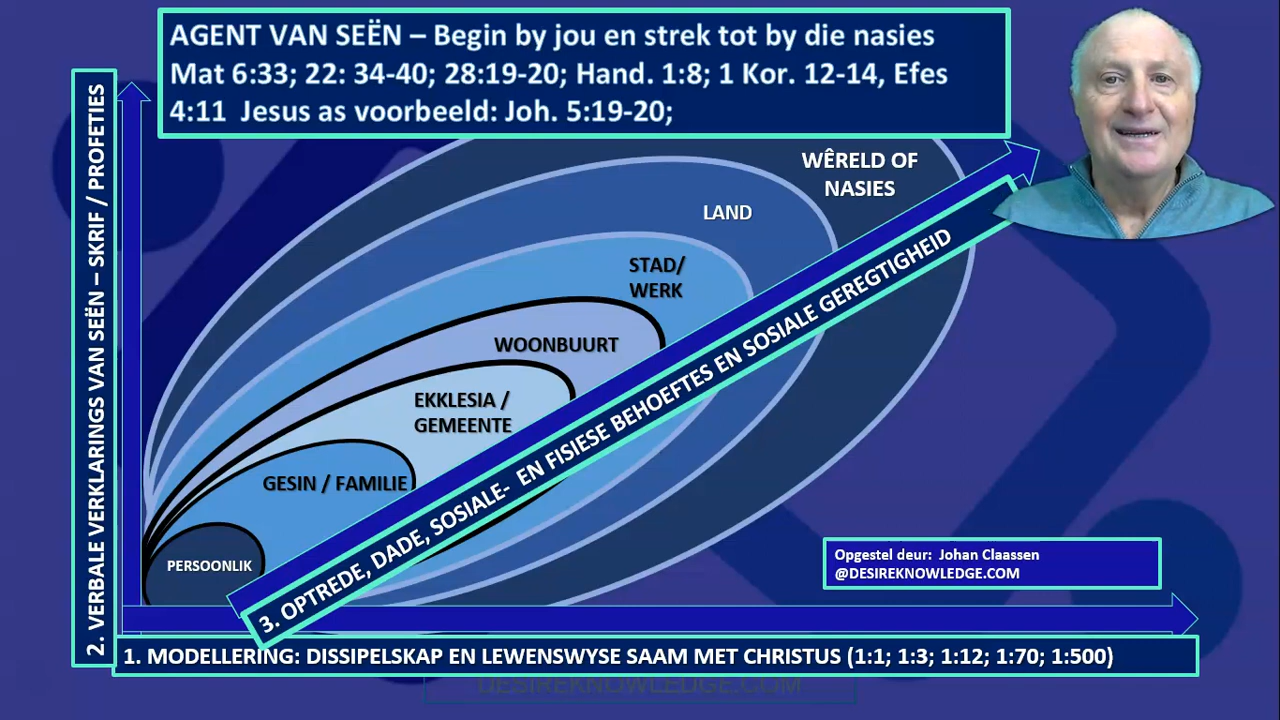 AGENT VAN SEËN – Begin by jou en strek tot by die nasies
Mat 6:33; 22: 34-40; 28:19-20; Hand. 1:8; 1 Kor. 12-14, Efes
4:11 Jesus as voorbeeld: Joh. 5:19-20;
2. VERBALE VERKLARINGS VAN SEËN – SKRIF / PROFETIES
WÊRELD OF
NASIES
LAND
STAD/
WERK
WOONBUURT
EKKLESIA /
GEMEENTE
GESIN / FAMILIE
PERSOONLIK
3. OPTREDE, DADE, SOSIALE- EN FISIESE BEHOEFTES EN SOSIALE GEREGTIGHEID
Opgestel deur: Johan Claassen
@DESIREKNOWLEDGE.COM
1. MODELLERING: DISSIPELSKAP EN LEWENSWYSE SAAM MET CHRISTUS (1:1; 1:3; 1:12; 1:70; 1:500)
DESIREKNOWLEDGE.COM